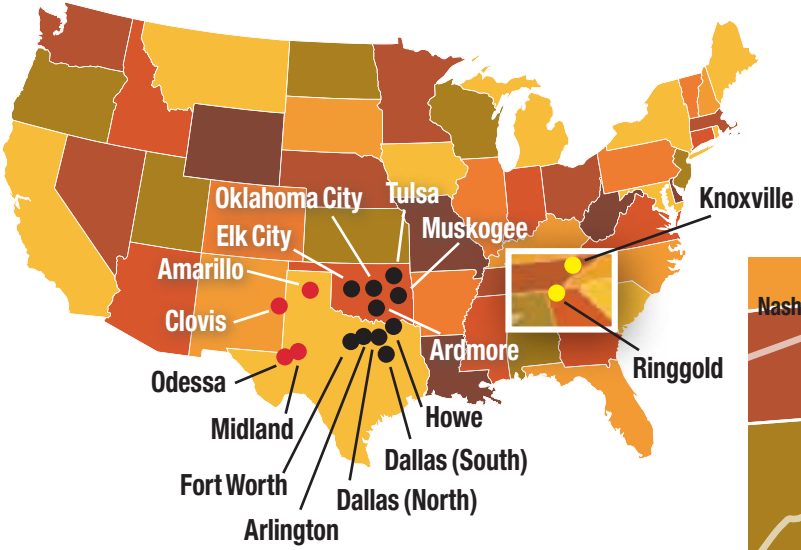 Oklahoma City
Tulsa
Knoxville
Elk City
Muskogee
Amarillo
Clovis
Nash
Ardmore
Ringgold
Odessa
Midland
Howe
Dallas (South)
Fort Worth
Dallas (North)
Arlington